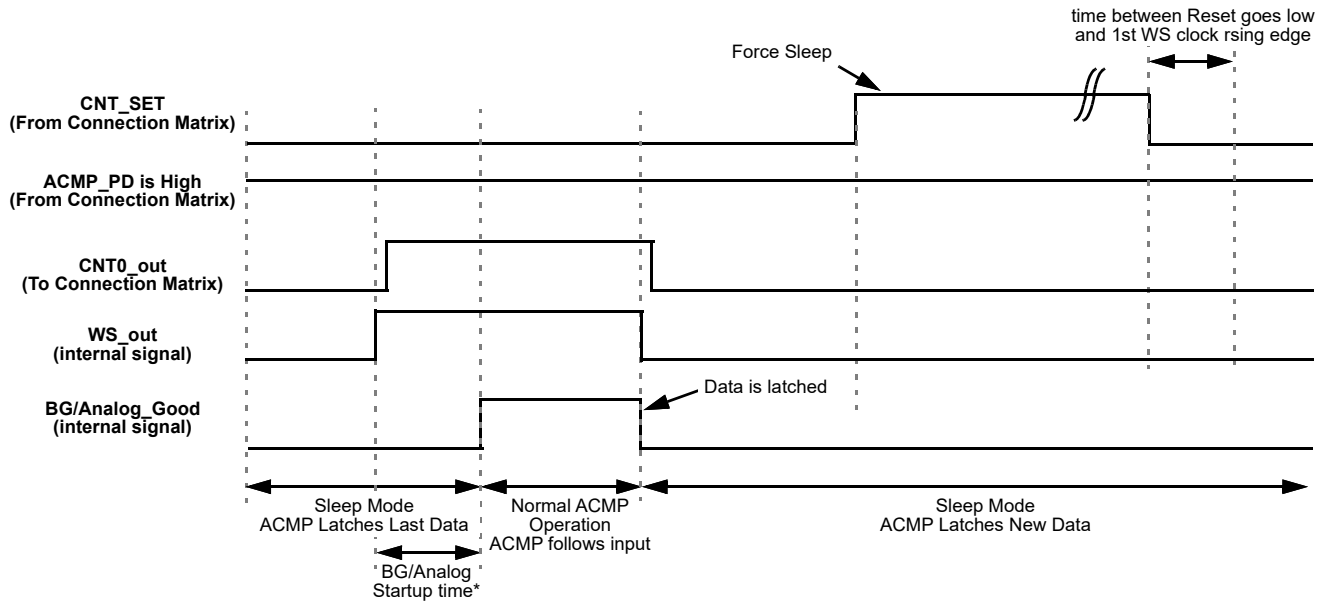 time between Reset goes low
and 1st WS clock rsing edge
Force Sleep
CNT_SET
(From Connection Matrix)
ACMP_PD is High
(From Connection Matrix)
CNT0_out
(To Connection Matrix)
WS_out
(internal signal)
Data is latched
BG/Analog_Good
(internal signal)
Sleep Mode
ACMP Latches Last Data
Normal ACMP
Operation
ACMP follows input
Sleep Mode
ACMP Latches New Data
BG/Analog
Startup time*